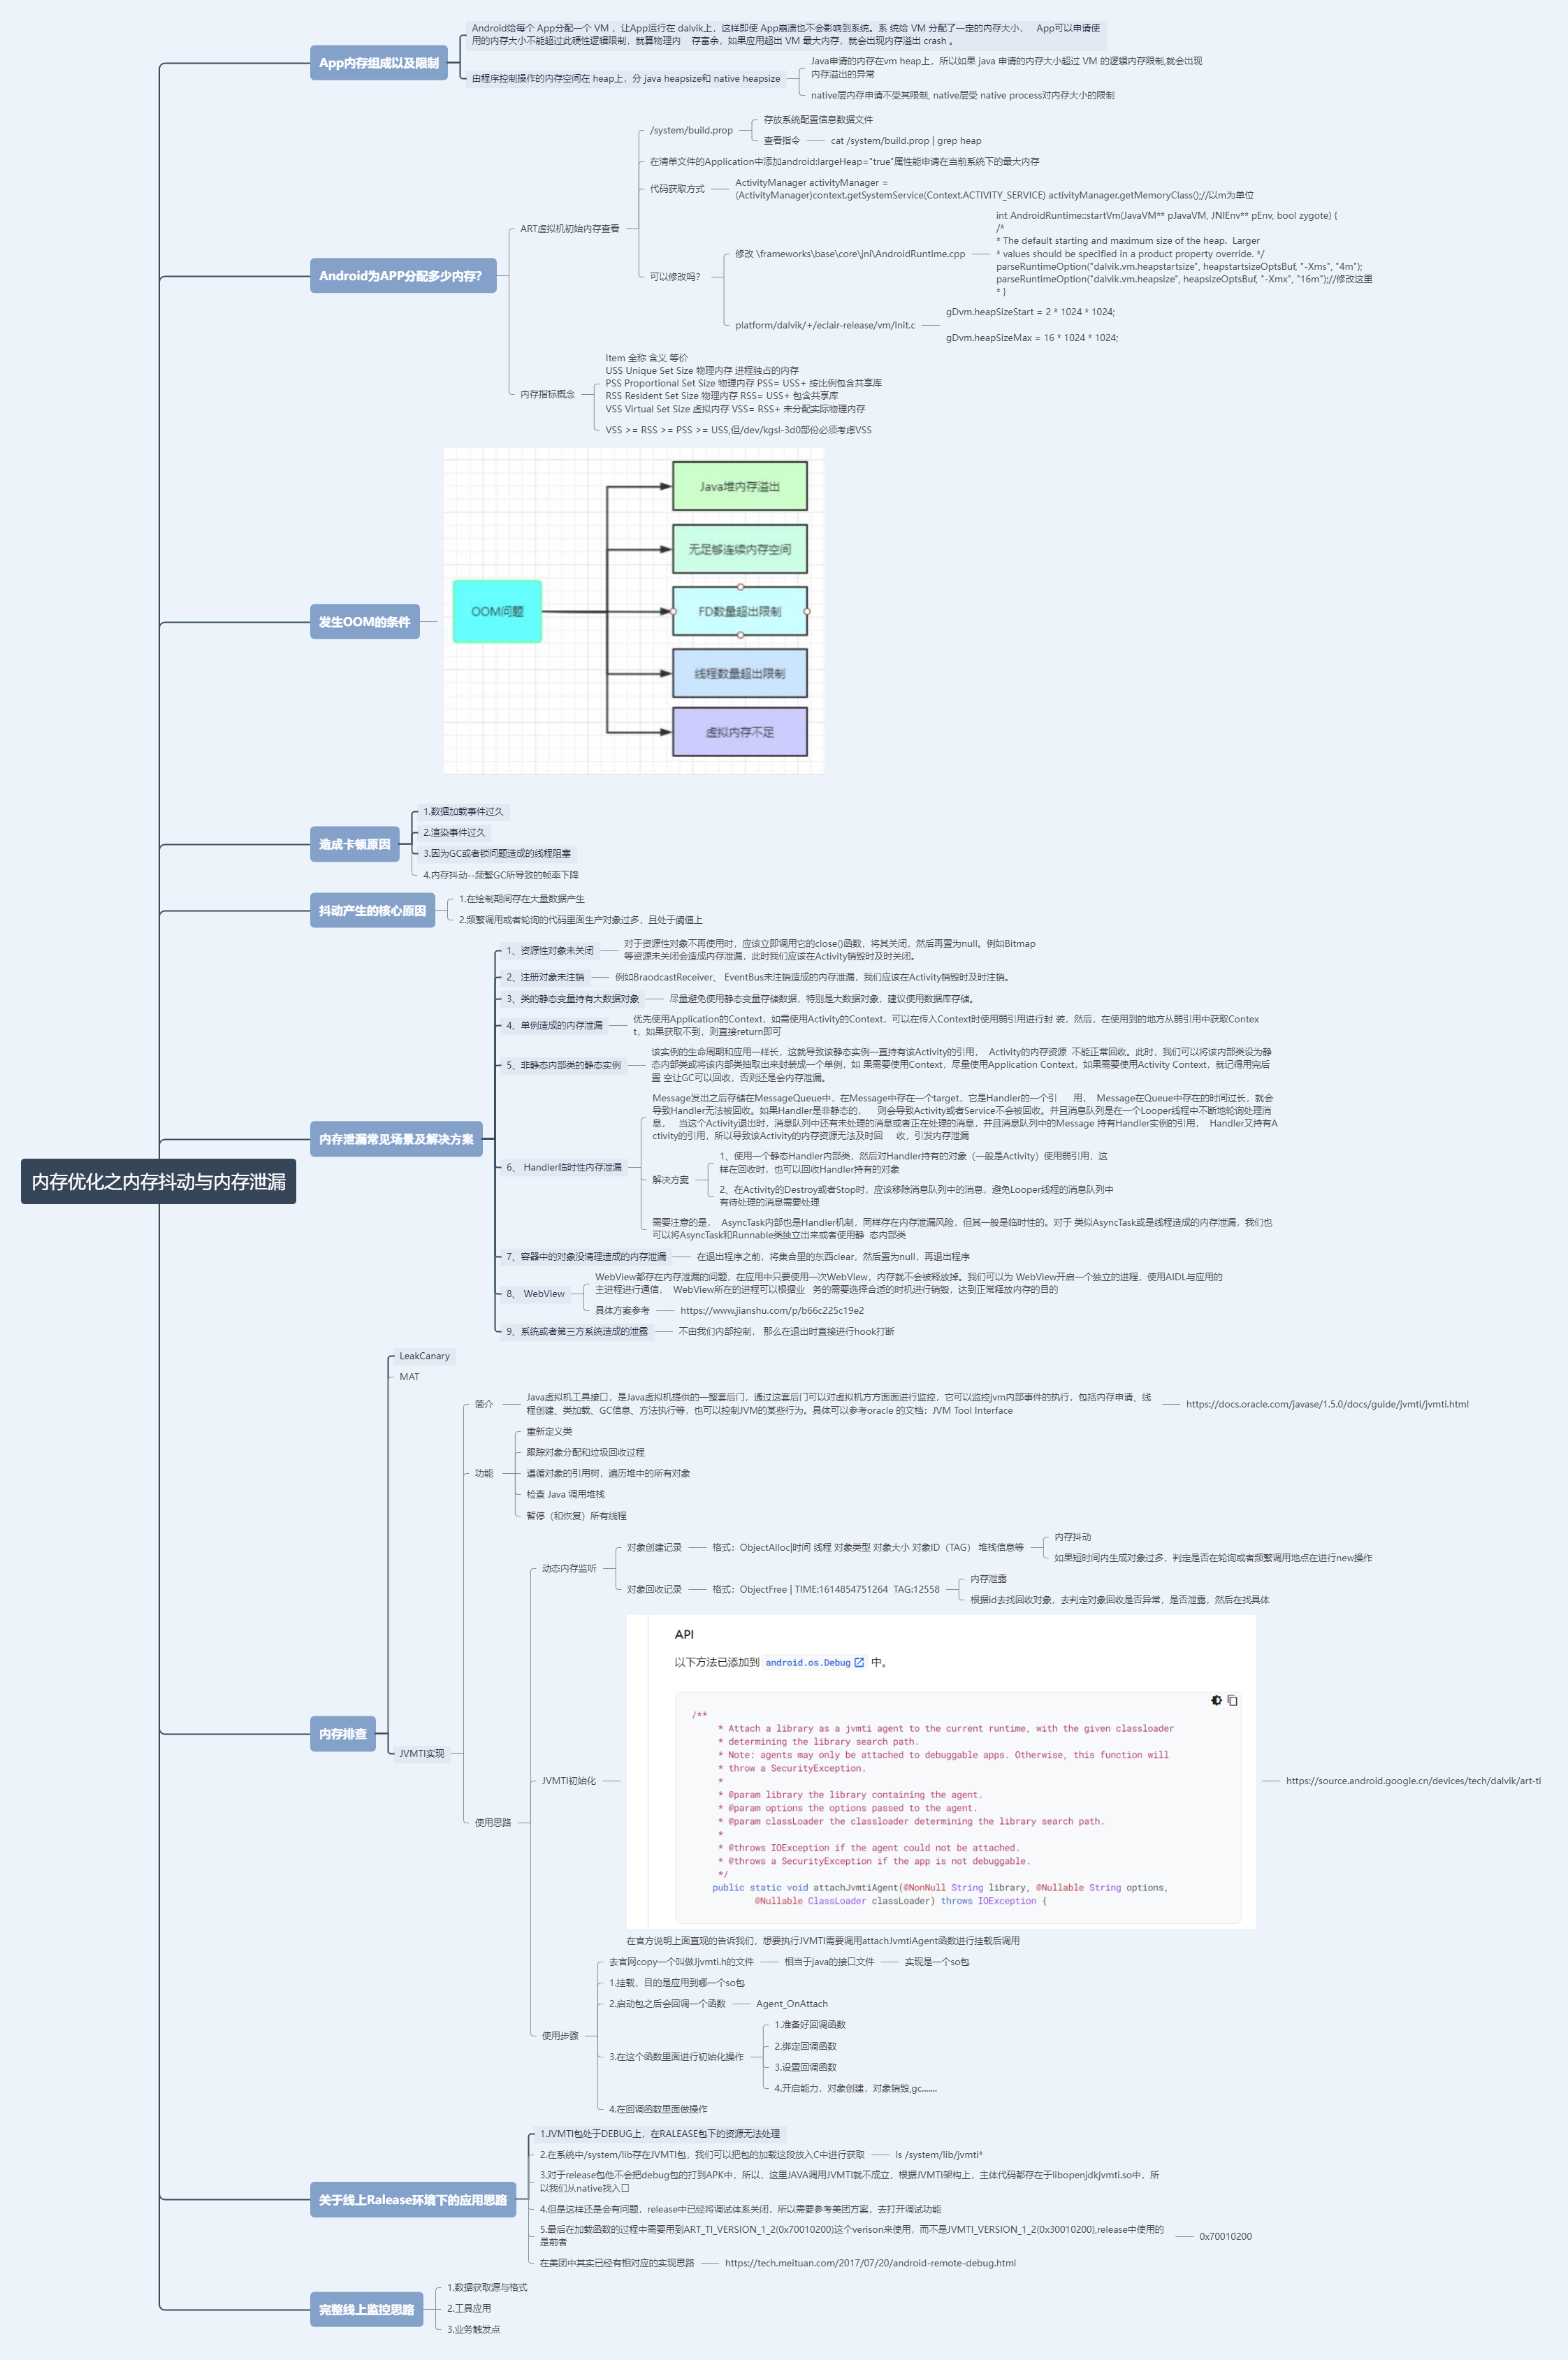 内存优化之内存抖动与内存泄漏
App内存组成以及限制
Android给每个 App分配一个 VM ，让App运行在 dalvik上，这样即使 App崩溃也不会影响到系统。系 统给 VM 分配了一定的内存大小， App可以申请使
用的内存大小不能超过此硬性逻辑限制，就算物理内 存富余，如果应用超出 VM 最大内存，就会出现内存溢出 crash 。
由程序控制操作的内存空间在 heap上，分 java heapsize和 native heapsize
Java申请的内存在vm heap上，所以如果 java 申请的内存大小超过 VM 的逻辑内存限制,就会出现
内存溢出的异常
native层内存申请不受其限制, native层受 native process对内存大小的限制
Android为APP分配多少内存？
ART虚拟机初始内存查看
/system/build.prop
存放系统配置信息数据文件
查看指令
cat /system/build.prop | grep heap
在清单文件的Application中添加android:largeHeap="true"属性能申请在当前系统下的最大内存
代码获取方式
ActivityManager activityManager =
(ActivityManager)context.getSystemService(Context.ACTIVITY_SERVICE) activityManager.getMemoryClass();//以m为单位
可以修改吗？
修改 \frameworks\base\core\jni\AndroidRuntime.cpp
int AndroidRuntime::startVm(JavaVM** pJavaVM, JNIEnv** pEnv, bool zygote) {
/*
* The default starting and maximum size of the heap. Larger
* values should be specified in a product property override. */
parseRuntimeOption("dalvik.vm.heapstartsize", heapstartsizeOptsBuf, "-Xms", "4m");
parseRuntimeOption("dalvik.vm.heapsize", heapsizeOptsBuf, "-Xmx", "16m");//修改这里
* }
platform/dalvik/+/eclair-release/vm/Init.c
gDvm.heapSizeStart = 2 * 1024 * 1024;
gDvm.heapSizeMax = 16 * 1024 * 1024;
内存指标概念
Item 全称 含义 等价
USS Unique Set Size 物理内存 进程独占的内存
PSS Proportional Set Size 物理内存 PSS= USS+ 按比例包含共享库
RSS Resident Set Size 物理内存 RSS= USS+ 包含共享库
VSS Virtual Set Size 虚拟内存 VSS= RSS+ 未分配实际物理内存
VSS >= RSS >= PSS >= USS,但/dev/kgsl-3d0部份必须考虑VSS
发生OOM的条件
OOM问题
Java堆内存溢出
无足够连续内存空间
FD数量超出限制
线程数量超出限制
虚拟内存不足
造成卡顿原因
1.数据加载事件过久
2.渲染事件过久
3.因为GC或者锁问题造成的线程阻塞
4.内存抖动--频繁GC所导致的帧率下降
抖动产生的核心原因
1.在绘制期间存在大量数据产生
2.频繁调用或者轮询的代码里面生产对象过多，且处于阈值上
内存泄漏常见场景及解决方案
1、资源性对象未关闭
对于资源性对象不再使用时，应该立即调用它的close()函数，将其关闭，然后再置为null。例如Bitmap
等资源未关闭会造成内存泄漏，此时我们应该在Activity销毁时及时关闭。
2、注册对象未注销
例如BraodcastReceiver、 EventBus未注销造成的内存泄漏，我们应该在Activity销毁时及时注销。
3、类的静态变量持有大数据对象
尽量避免使用静态变量存储数据，特别是大数据对象，建议使用数据库存储。
4、单例造成的内存泄漏
优先使用Application的Context，如需使用Activity的Context，可以在传入Context时使用弱引用进行封 装，然后，在使用到的地方从弱引用中获取Contex
t，如果获取不到，则直接return即可
5、非静态内部类的静态实例
该实例的生命周期和应用一样长，这就导致该静态实例一直持有该Activity的引用， Activity的内存资源 不能正常回收。此时，我们可以将该内部类设为静
态内部类或将该内部类抽取出来封装成一个单例，如 果需要使用Context，尽量使用Application Context，如果需要使用Activity Context，就记得用完后
置 空让GC可以回收，否则还是会内存泄漏。
6、 Handler临时性内存泄漏
Message发出之后存储在MessageQueue中，在Message中存在一个target，它是Handler的一个引 用， Message在Queue中存在的时间过长，就会
导致Handler无法被回收。如果Handler是非静态的， 则会导致Activity或者Service不会被回收。并且消息队列是在一个Looper线程中不断地轮询处理消
息， 当这个Activity退出时，消息队列中还有未处理的消息或者正在处理的消息，并且消息队列中的Message 持有Handler实例的引用， Handler又持有A
ctivity的引用，所以导致该Activity的内存资源无法及时回 收，引发内存泄漏
解决方案
1、使用一个静态Handler内部类，然后对Handler持有的对象（一般是Activity）使用弱引用，这
样在回收时，也可以回收Handler持有的对象
2、在Activity的Destroy或者Stop时，应该移除消息队列中的消息，避免Looper线程的消息队列中
有待处理的消息需要处理
需要注意的是， AsyncTask内部也是Handler机制，同样存在内存泄漏风险，但其一般是临时性的。对于 类似AsyncTask或是线程造成的内存泄漏，我们也
可以将AsyncTask和Runnable类独立出来或者使用静 态内部类
7、容器中的对象没清理造成的内存泄漏
在退出程序之前，将集合里的东西clear，然后置为null，再退出程序
8、 WebView
WebView都存在内存泄漏的问题，在应用中只要使用一次WebView，内存就不会被释放掉。我们可以为 WebView开启一个独立的进程，使用AIDL与应用的
主进程进行通信， WebView所在的进程可以根据业 务的需要选择合适的时机进行销毁，达到正常释放内存的目的
具体方案参考
https://www.jianshu.com/p/b66c225c19e2
9、系统或者第三方系统造成的泄露
不由我们内部控制， 那么在退出时直接进行hook打断
内存排查
LeakCanary
MAT
JVMTI实现
简介
Java虚拟机工具接口，是Java虚拟机提供的一整套后门，通过这套后门可以对虚拟机方方面面进行监控，它可以监控jvm内部事件的执行，包括内存申请、线
程创建、类加载、GC信息、方法执行等，也可以控制JVM的某些行为。具体可以参考oracle 的文档：JVM Tool Interface
https://docs.oracle.com/javase/1.5.0/docs/guide/jvmti/jvmti.html
功能
重新定义类
跟踪对象分配和垃圾回收过程
遵循对象的引用树，遍历堆中的所有对象
检查 Java 调用堆栈
暂停（和恢复）所有线程
使用思路
动态内存监听
对象创建记录
格式：ObjectAlloc|时间 线程 对象类型 对象大小 对象ID（TAG） 堆栈信息等
内存抖动
如果短时间内生成对象过多，判定是否在轮询或者频繁调用地点在进行new操作
对象回收记录
格式：ObjectFree | TIME:1614854751264 TAG:12558
内存泄露
根据id去找回收对象，去判定对象回收是否异常，是否泄露，然后在找具体
JVMTI初始化
API
以下方法已添加到 android.os.Debug 中。
/**
* Attach a library as a jvmti agent to the current runtime, with the given classloader
* determining the library search path.
* Note: agents may only be attached to debuggable apps. Otherwise, this function will
* throw a SecurityException.
*
* @param library the library containing the agent.
* @param options the options passed to the agent.
* @param classLoader the classloader determining the library search path.
*
* @throws IOException if the agent could not be attached.
* @throws a SecurityException if the app is not debuggable.
*/
public static void attachJvmtiAgent(@NonNull String library, @Nullable String options,
@Nullable ClassLoader classLoader) throws IOException {
在官方说明上面直观的告诉我们，想要执行JVMTI需要调用attachJvmtiAgent函数进行挂载后调用
https://source.android.google.cn/devices/tech/dalvik/art-ti
使用步骤
去官网copy一个叫做Jjvmti.h的文件
相当于java的接口文件
实现是一个so包
1.挂载，目的是应用到哪一个so包
2.启动包之后会回调一个函数
Agent_OnAttach
3.在这个函数里面进行初始化操作
1.准备好回调函数
2.绑定回调函数
3.设置回调函数
4.开启能力，对象创建，对象销毁,gc.......
4.在回调函数里面做操作
关于线上Ralease环境下的应用思路
1.JVMTI包处于DEBUG上，在RALEASE包下的资源无法处理
2.在系统中/system/lib存在JVMTI包，我们可以把包的加载这段放入C中进行获取
ls /system/lib/jvmti*
3.对于release包他不会把debug包的打到APK中，所以，这里JAVA调用JVMTI就不成立，根据JVMTI架构上，主体代码都存在于libopenjdkjvmti.so中，所
以我们从native找入口
4.但是这样还是会有问题，release中已经将调试体系关闭，所以需要参考美团方案，去打开调试功能
5.最后在加载函数的过程中需要用到ART_TI_VERSION_1_2(0x70010200)这个verison来使用，而不是JVMTI_VERSION_1_2(0x30010200),release中使用的
是前者
0x70010200
在美团中其实已经有相对应的实现思路
https://tech.meituan.com/2017/07/20/android-remote-debug.html
完整线上监控思路
1.数据获取源与格式
2.工具应用
3.业务触发点